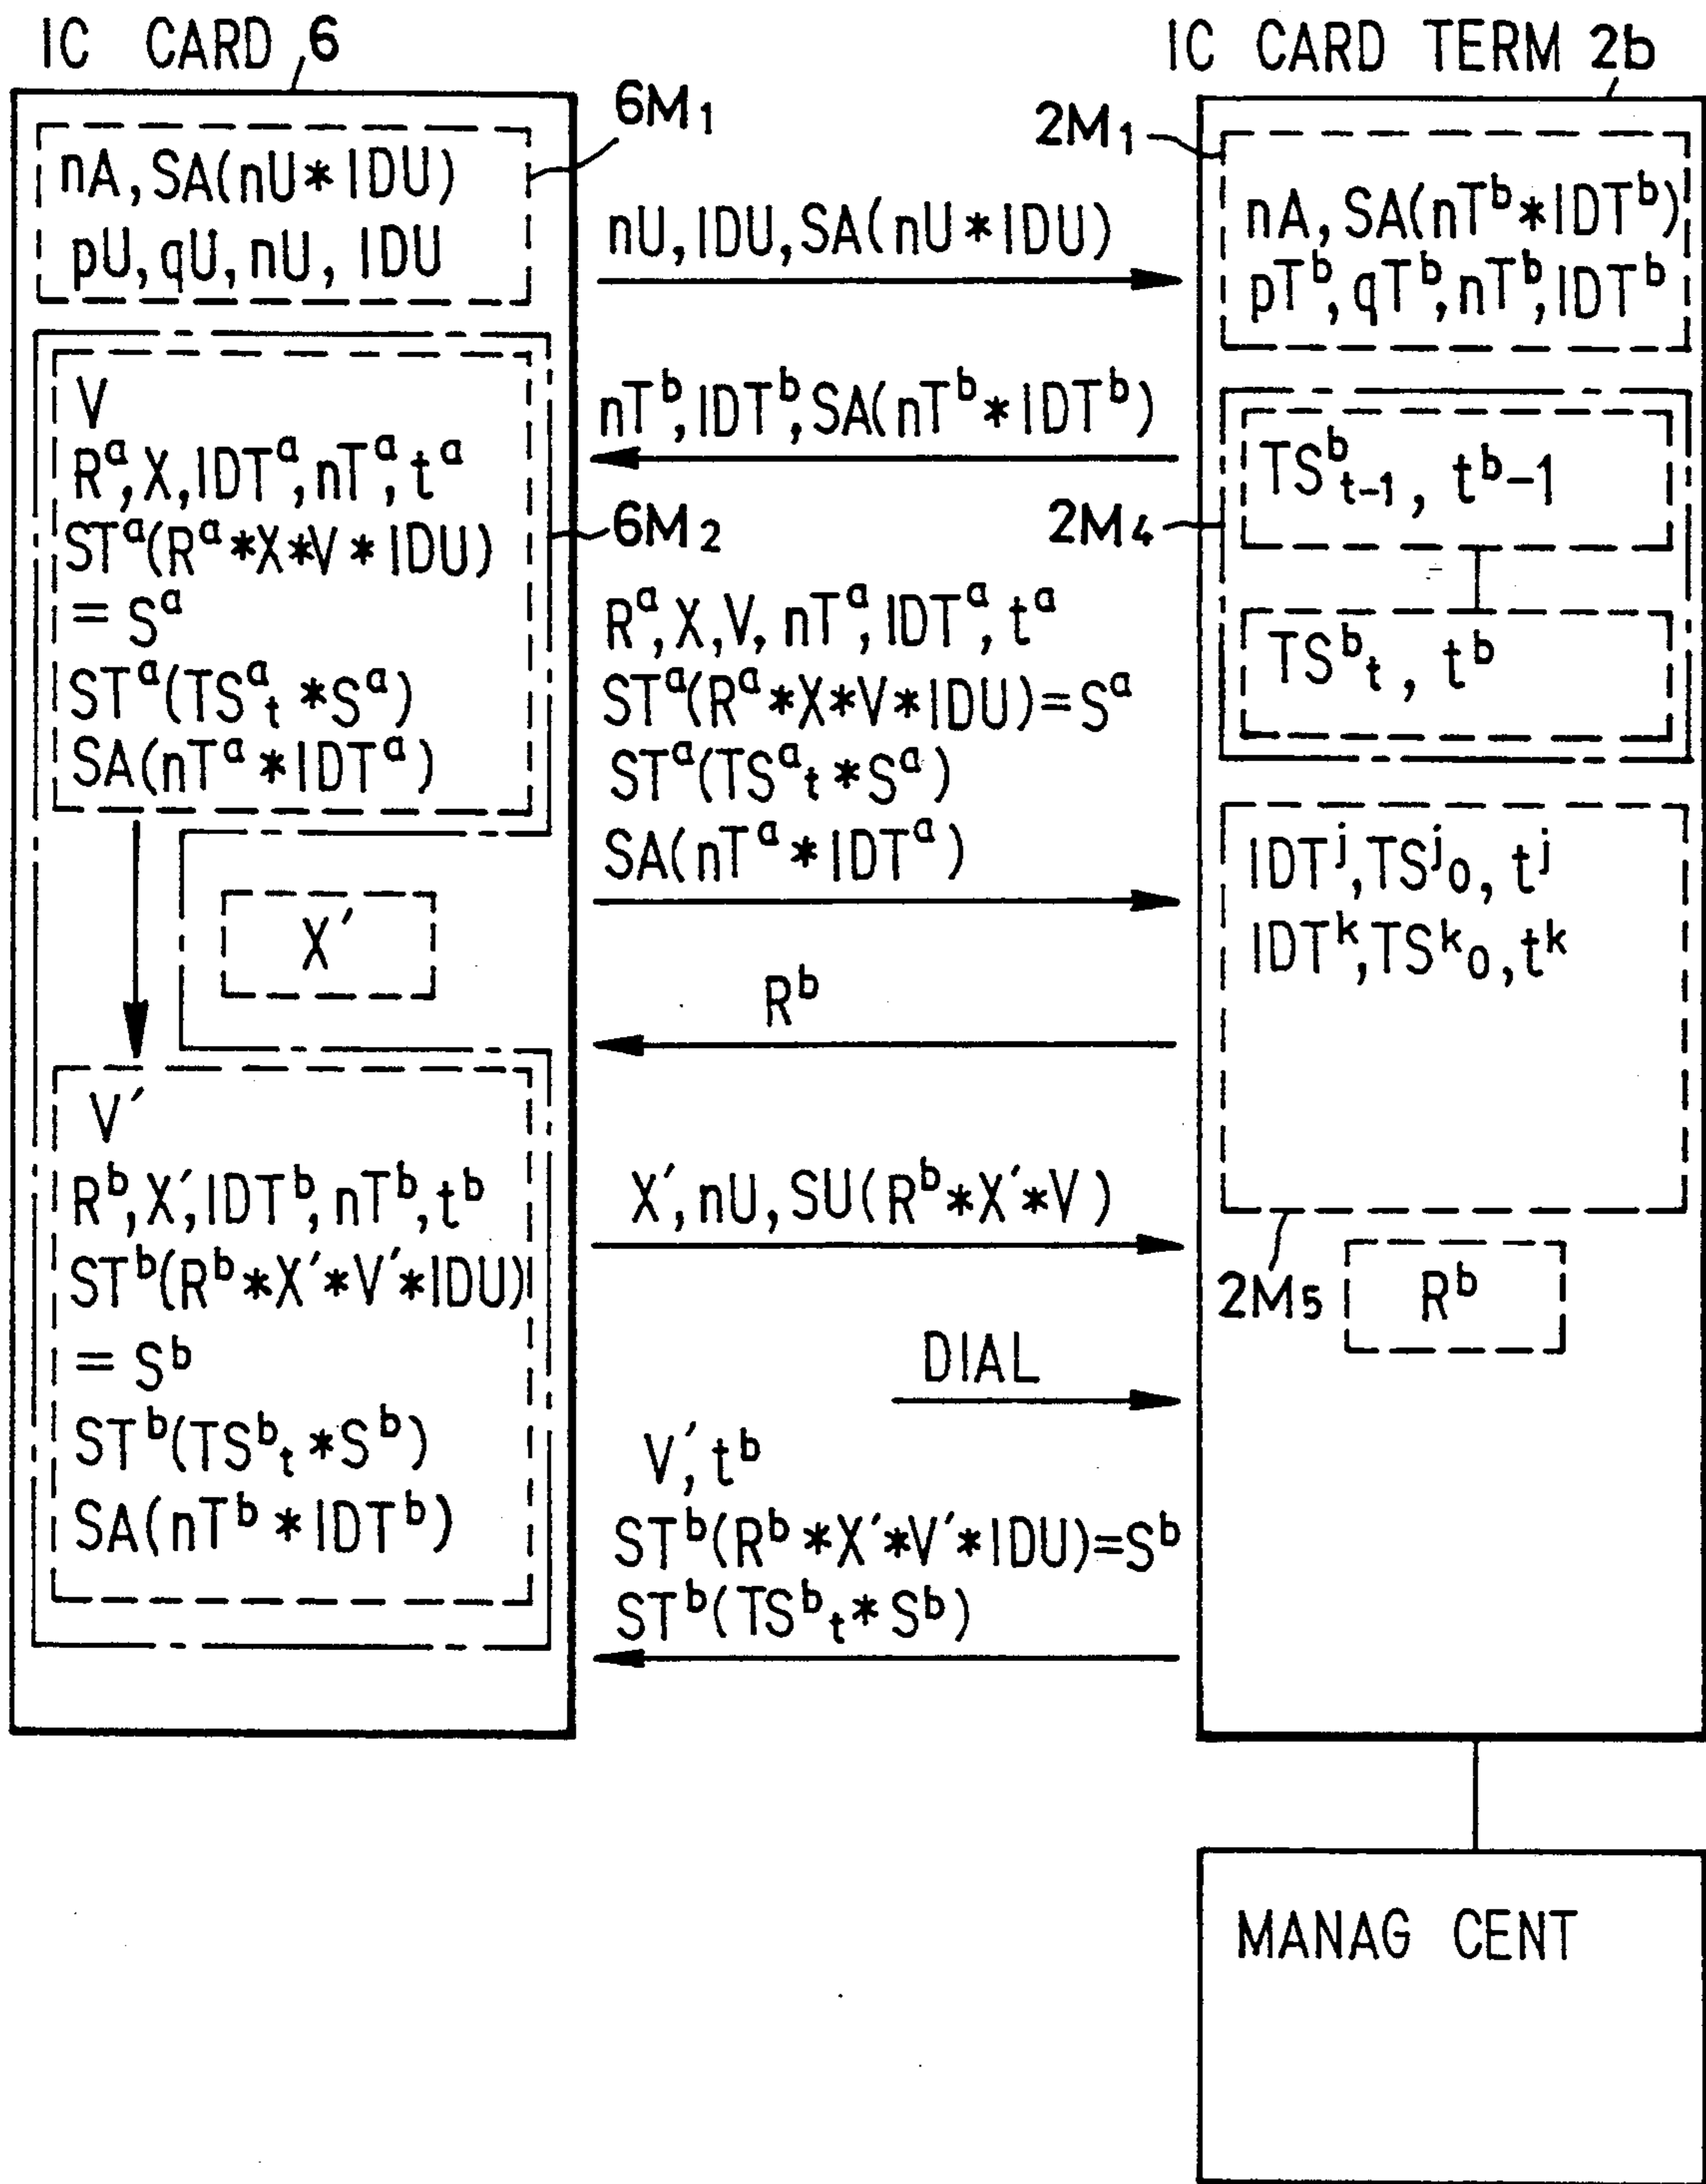 IC CARD 6
6M₁
nA, SA(nU*IDU)
pU, qU, nU, IDU
V
Rᵃ, X, IDTᵃ, nTᵃ, tᵃ
STᵃ(Rᵃ*X*V*IDU)
= Sᵃ
STᵃ(TSᵃₜ*Sᵃ)
SA(nTᵃ*IDTᵃ)
6M₂
X′
V′
Rᵇ, X′, IDTᵇ, nTᵇ, tᵇ
STᵇ(Rᵇ*X′*V′*IDU)
= Sᵇ
STᵇ(TSᵇₜ*Sᵇ)
SA(nTᵇ*IDTᵇ)
nU, IDU, SA(nU*IDU)
nTᵇ, IDTᵇ, SA(nTᵇ*IDTᵇ)
Rᵃ, X, V, nTᵃ, IDTᵃ, tᵃ
STᵃ(Rᵃ*X*V*IDU)=Sᵃ
STᵃ(TSᵃₜ*Sᵃ)
SA(nTᵃ*IDTᵃ)
Rᵇ
X′, nU, SU(Rᵇ*X′*V)
DIAL
V′, tᵇ
STᵇ(Rᵇ*X′*V′*IDU)=Sᵇ
STᵇ(TSᵇₜ*Sᵇ)
IC CARD TERM 2b
2M₁
nA, SA(nTᵇ*IDTᵇ)
pTᵇ, qTᵇ, nTᵇ, IDTᵇ
2M₄
TSᵇₜ₋₁, tᵇ-1
TSᵇₜ, tᵇ
IDTʲ, TSʲ₀, tʲ
IDTᵏ, TSᵏ₀, tᵏ
2M₅
Rᵇ
MANAG CENT